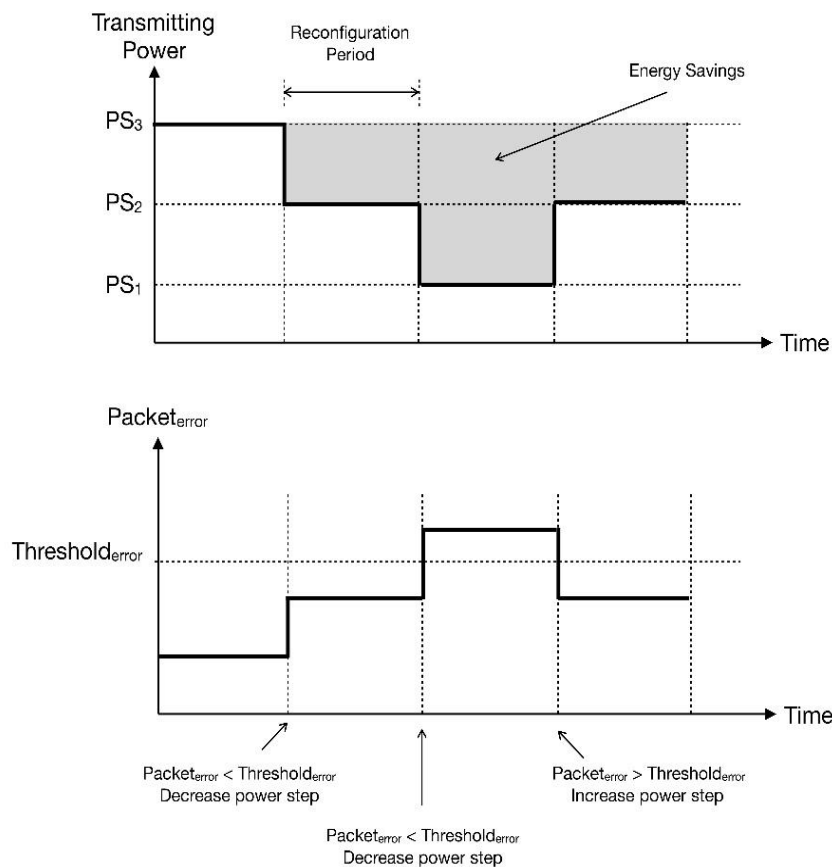 Transmitting
Power
Reconfiguration
Period
Energy Savings
PS3
PS2
PS1
Time
Packeterror
Thresholderror
Time
Packeterror < Thresholderror
Decrease power step
Packeterror < Thresholderror
Decrease power step
Packeterror > Thresholderror
Increase power step